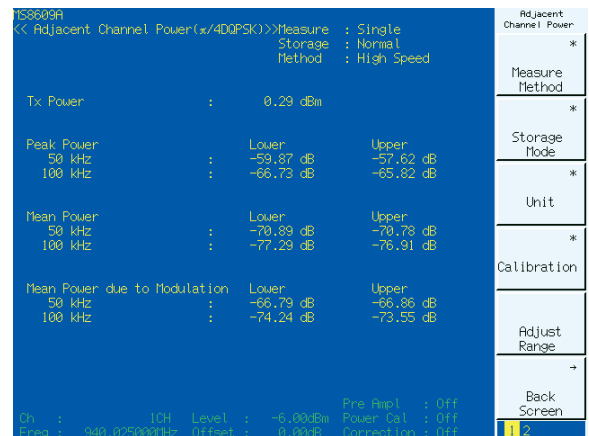 MS8609A
<< Adjacent Channel Power(π/4DQPSK)>>Measure : Single
Storage : Normal
Method : High Speed
Tx Power : 0.29 dBm
Peak Power Lower Upper
50 kHz : -59.87 dB -57.62 dB
100 kHz : -66.73 dB -65.82 dB
Mean Power Lower Upper
50 kHz : -70.89 dB -70.78 dB
100 kHz : -77.29 dB -76.91 dB
Mean Power due to Modulation Lower Upper
50 kHz : -66.79 dB -66.86 dB
100 kHz : -74.24 dB -73.55 dB
Pre Ampl : Off
Ch : 1CH Level : -6.00dBm Power Cal : Off
Freq : 940.025000MHz Offset : 0.00dB Correction : Off
Adjacent
Channel Power
*
Measure
Method
*
Storage
Mode
*
Unit
*
Calibration
Adjust
Range
→
Back
Screen
1 2